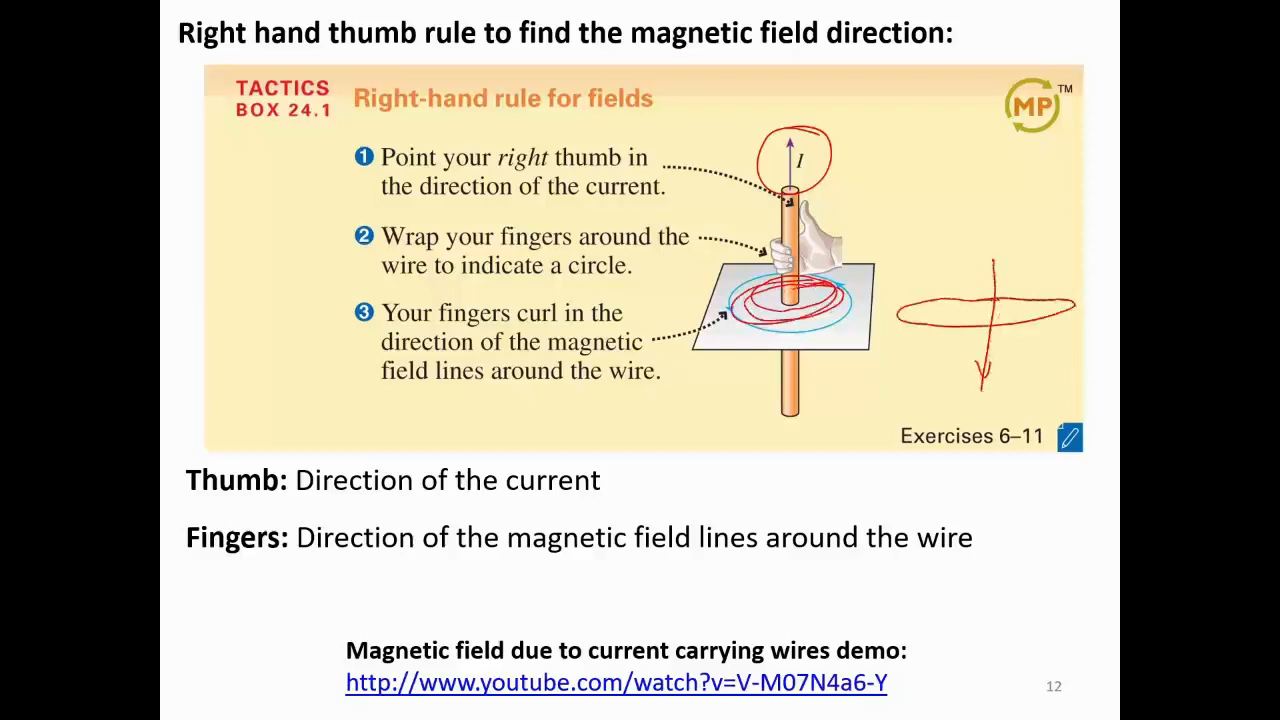 Right hand thumb rule to find the magnetic field direction:
TACTICS
BOX 24.1
Right-hand rule for fields
MP™
1 Point your right thumb in
the direction of the current.
I
2 Wrap your fingers around the
wire to indicate a circle.
3 Your fingers curl in the
direction of the magnetic
field lines around the wire.
Exercises 6–11
Thumb: Direction of the current
Fingers: Direction of the magnetic field lines around the wire
Magnetic field due to current carrying wires demo:
http://www.youtube.com/watch?v=V-M07N4a6-Y
12